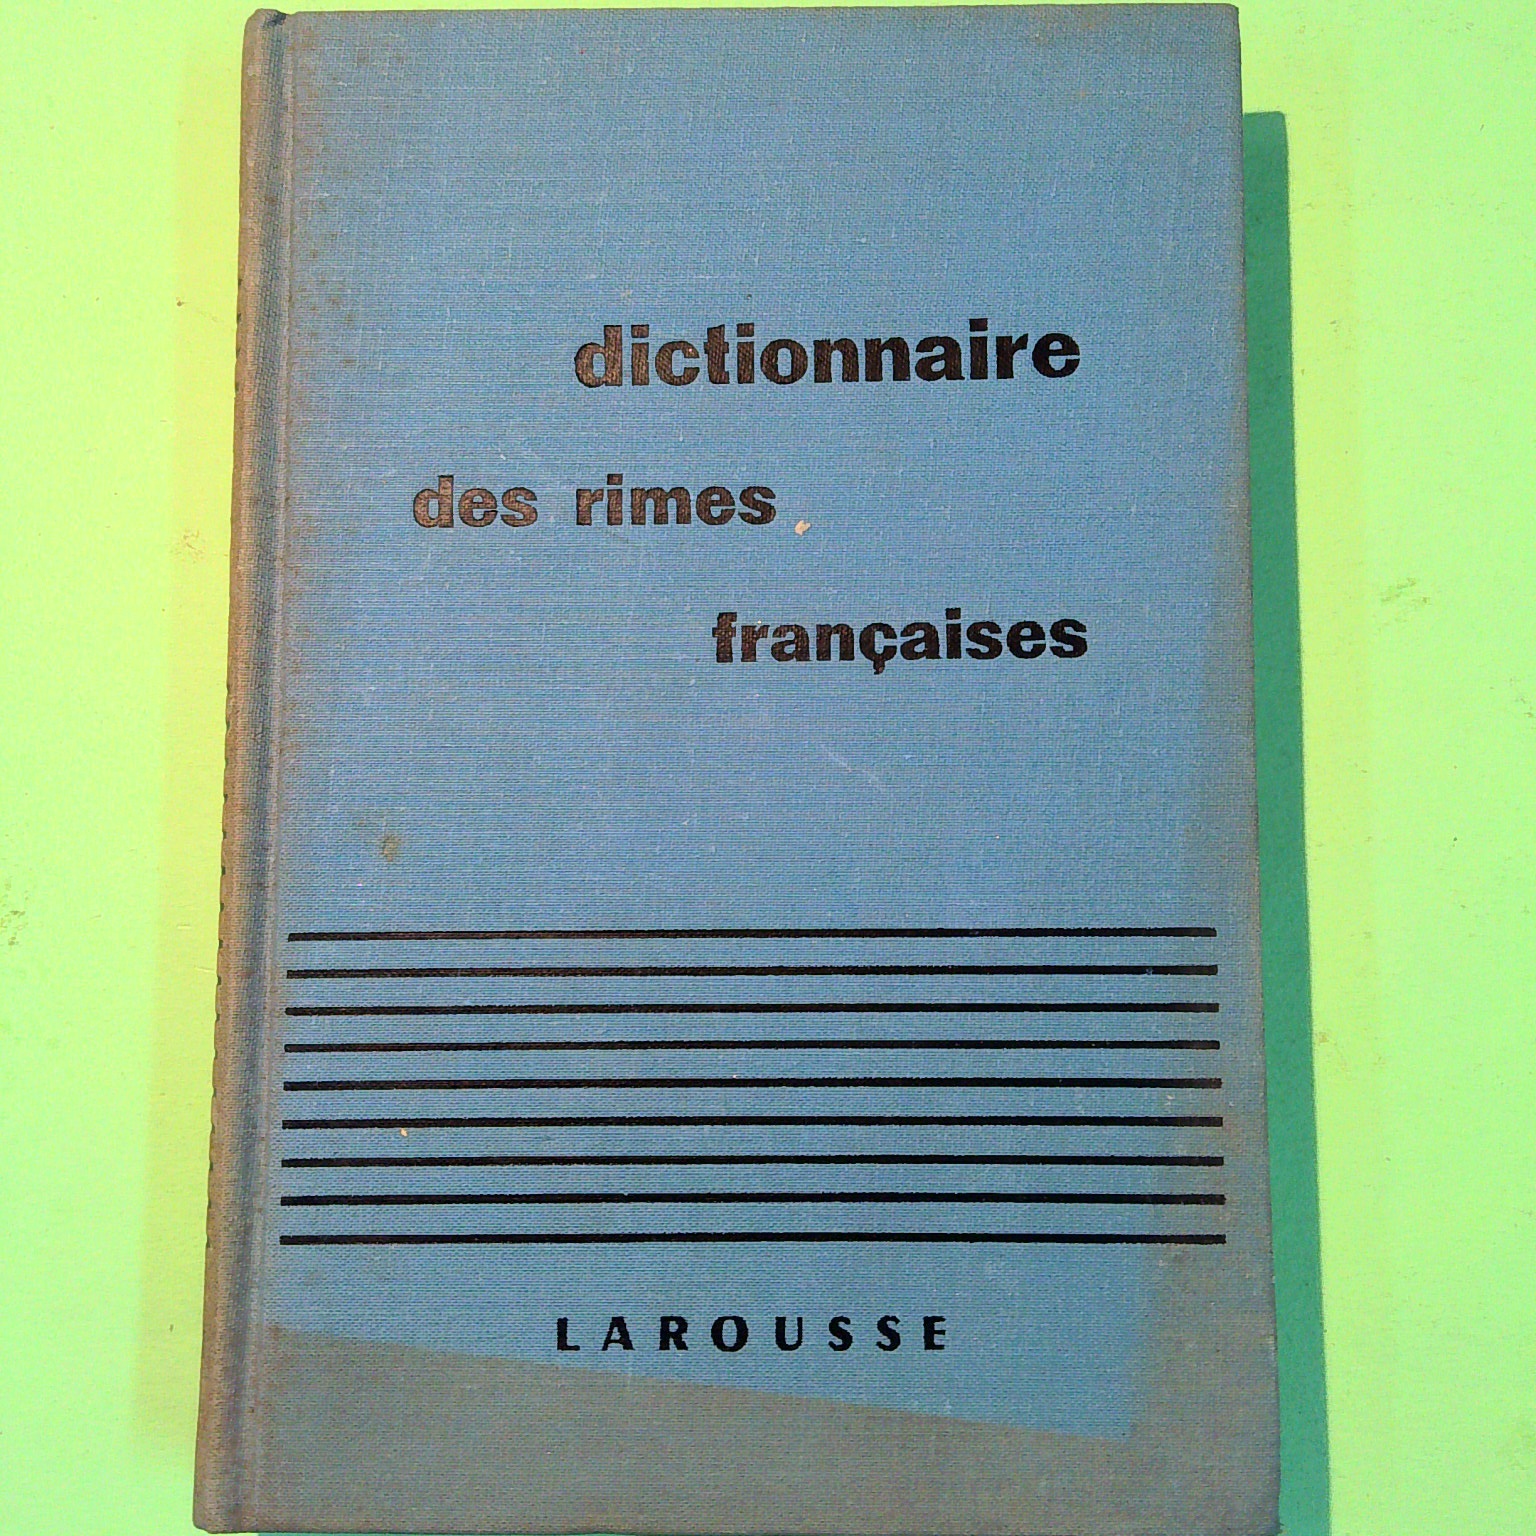 dictionnaire
des rimes
françaises
LAROUSSE